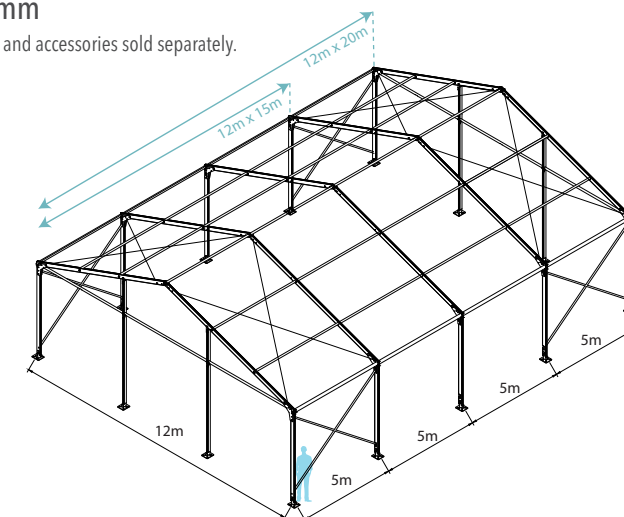 mm
and accessories sold separately.
12m x 20m
12m x 15m
5m
5m
5m
5m
12m